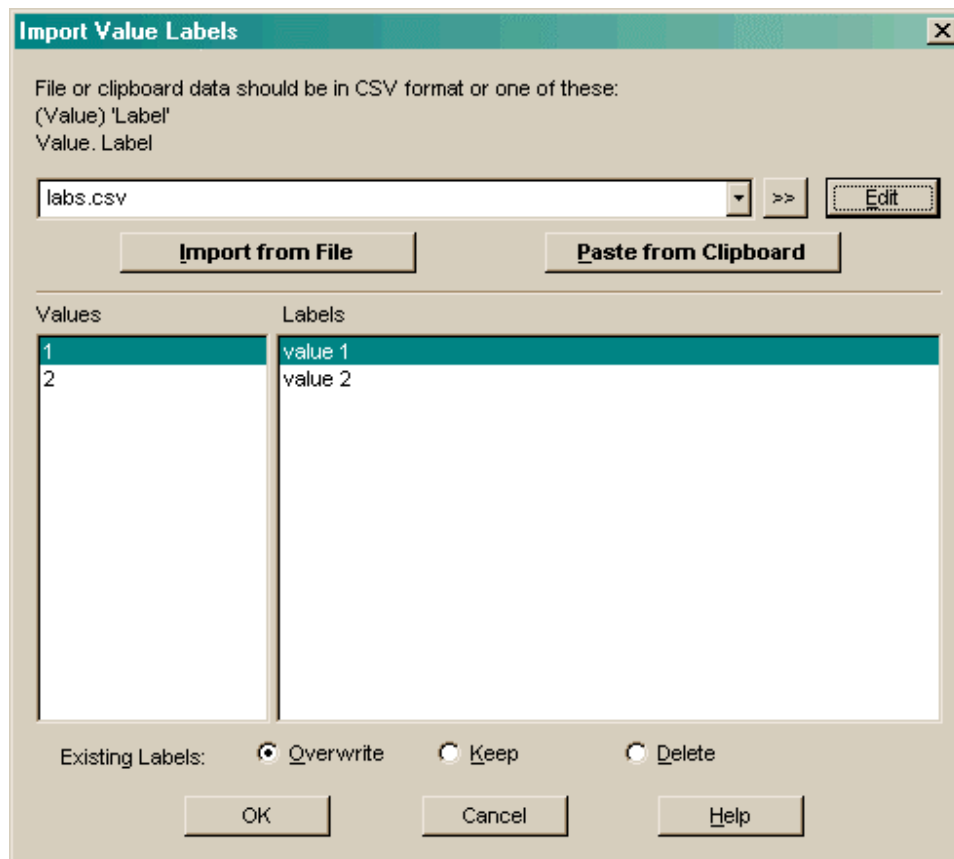 Import Value Labels
File or clipboard data should be in CSV format or one of these:
(Value) 'Label'
Value. Label
labs.csv >> Edit
Import from File Paste from Clipboard
Values Labels
1 value 1
2 value 2
Existing Labels: Overwrite Keep Delete
OK Cancel Help